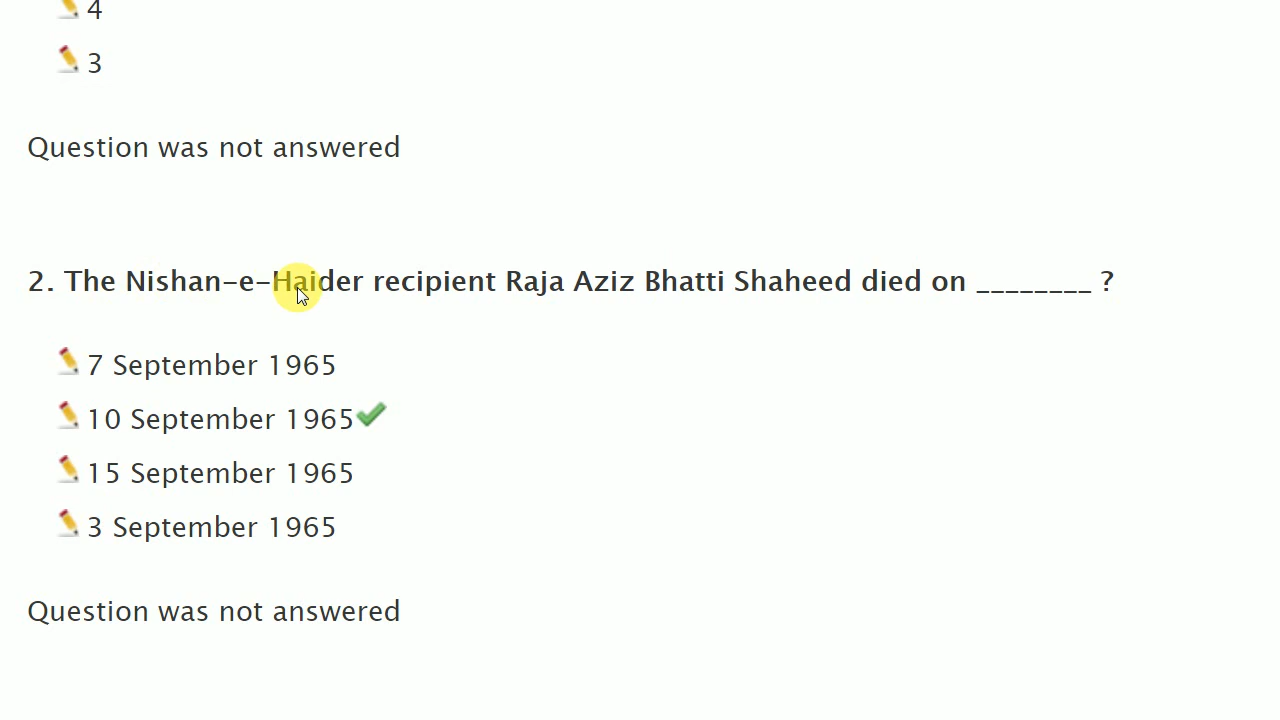 4
3
Question was not answered
2. The Nishan-e-Haider recipient Raja Aziz Bhatti Shaheed died on ________ ?
7 September 1965
10 September 1965
15 September 1965
3 September 1965
Question was not answered